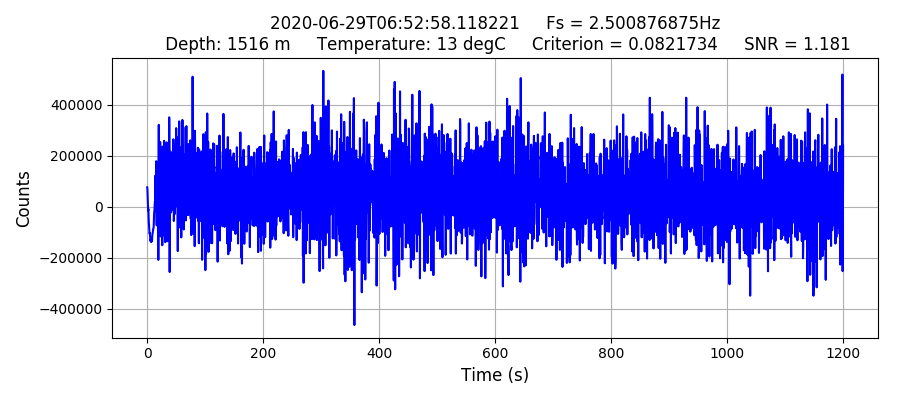 2020-06-29T06:52:58.118221 Fs = 2.500876875Hz
Depth: 1516 m Temperature: 13 degC Criterion = 0.0821734 SNR = 1.181
Counts
400000
200000
0
−200000
−400000
0 200 400 600 800 1000 1200
Time (s)